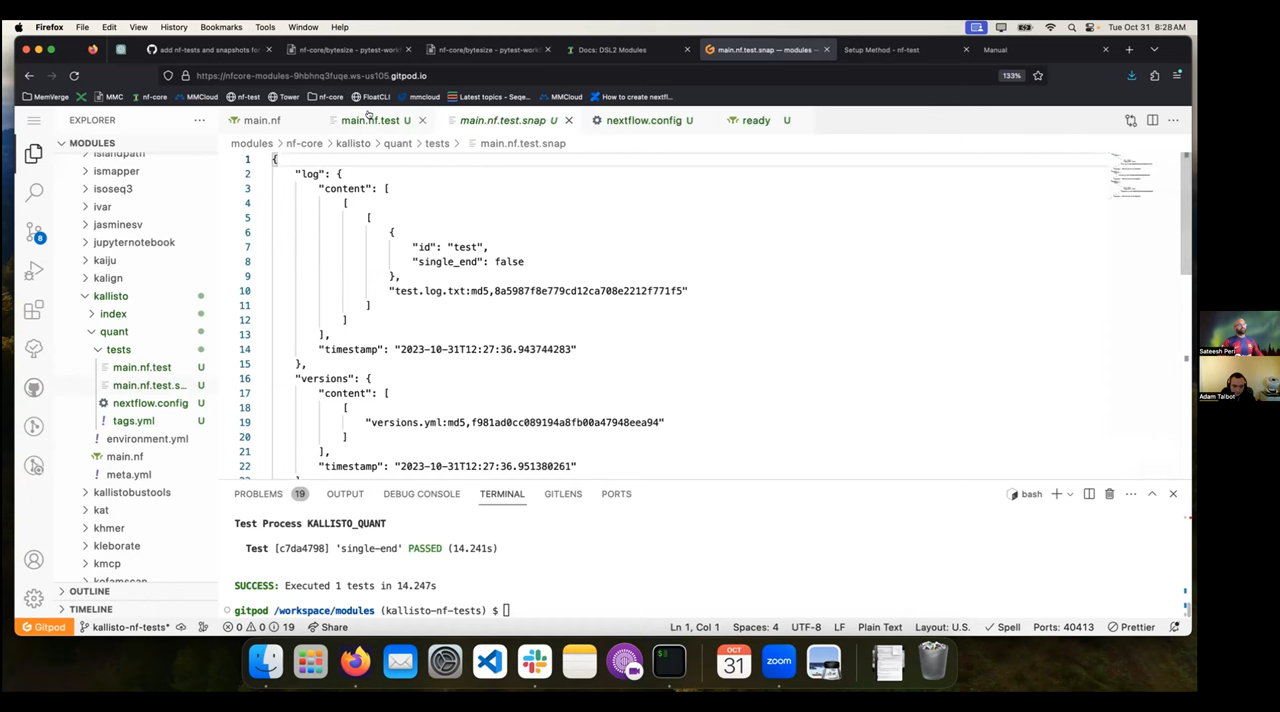 Firefox File Edit View History Bookmarks Tools Window Help Tue Oct 31 8:28 AM
add nf-tests and snapshots for nf-core/bytesize - pytest-workf nf-core/bytesize - pytest-workf Docs: DSL2 Modules main.nf.test.snap — modules — Setup Method - nf-test Manual
https://nfcore-modules-9hbhnq3fuqe.ws-us105.gitpod.io 133%
MemVerge MMC nf-core MMCloud nf-test Tower nf-core FloatCLI mmcloud Latest topics - Seqe... MMCloud How to create nextfl...
EXPLORER main.nf main.nf.test U main.nf.test.snap U nextflow.config U ready U
MODULES
modules > nf-core > kallisto > quant > tests > main.nf.test.snap
islandpath
ismapper
isoseq3
ivar
jasminesv
jupyternotebook
kaiju
kalign
kallisto
index
quant
tests
main.nf.test U
main.nf.test.s... U
nextflow.config U
tags.yml U
environment.yml
main.nf
meta.yml
kallistobustools
kat
khmer
kleborate
kmcp
kofamscan
OUTLINE
TIMELINE
8
1 {
2 "log": {
3 "content": [
4 [
5 [
6 {
7 "id": "test",
8 "single_end": false
9 },
10 "test.log.txt:md5,8a5987f8e779cd12ca708e2212f771f5"
11 ]
12 ]
13 ],
14 "timestamp": "2023-10-31T12:27:36.943744283"
15 },
16 "versions": {
17 "content": [
18 [
19 "versions.yml:md5,f981ad0cc089194a8fb00a47948eea94"
20 ]
21 ],
22 "timestamp": "2023-10-31T12:27:36.951380261"
PROBLEMS 19 OUTPUT DEBUG CONSOLE TERMINAL GITLENS PORTS bash
Test Process KALLISTO_QUANT
Test [c7da4798] 'single-end' PASSED (14.241s)
SUCCESS: Executed 1 tests in 14.247s
gitpod /workspace/modules (kallisto-nf-tests) $
Gitpod kallisto-nf-tests* 0 0 19 Share Ln 1, Col 1 Spaces: 4 UTF-8 LF Plain Text Layout: U.S. Spell Ports: 40413 Prettier
OCT
31
zoom
Sateesh Peri
Adam Talbot